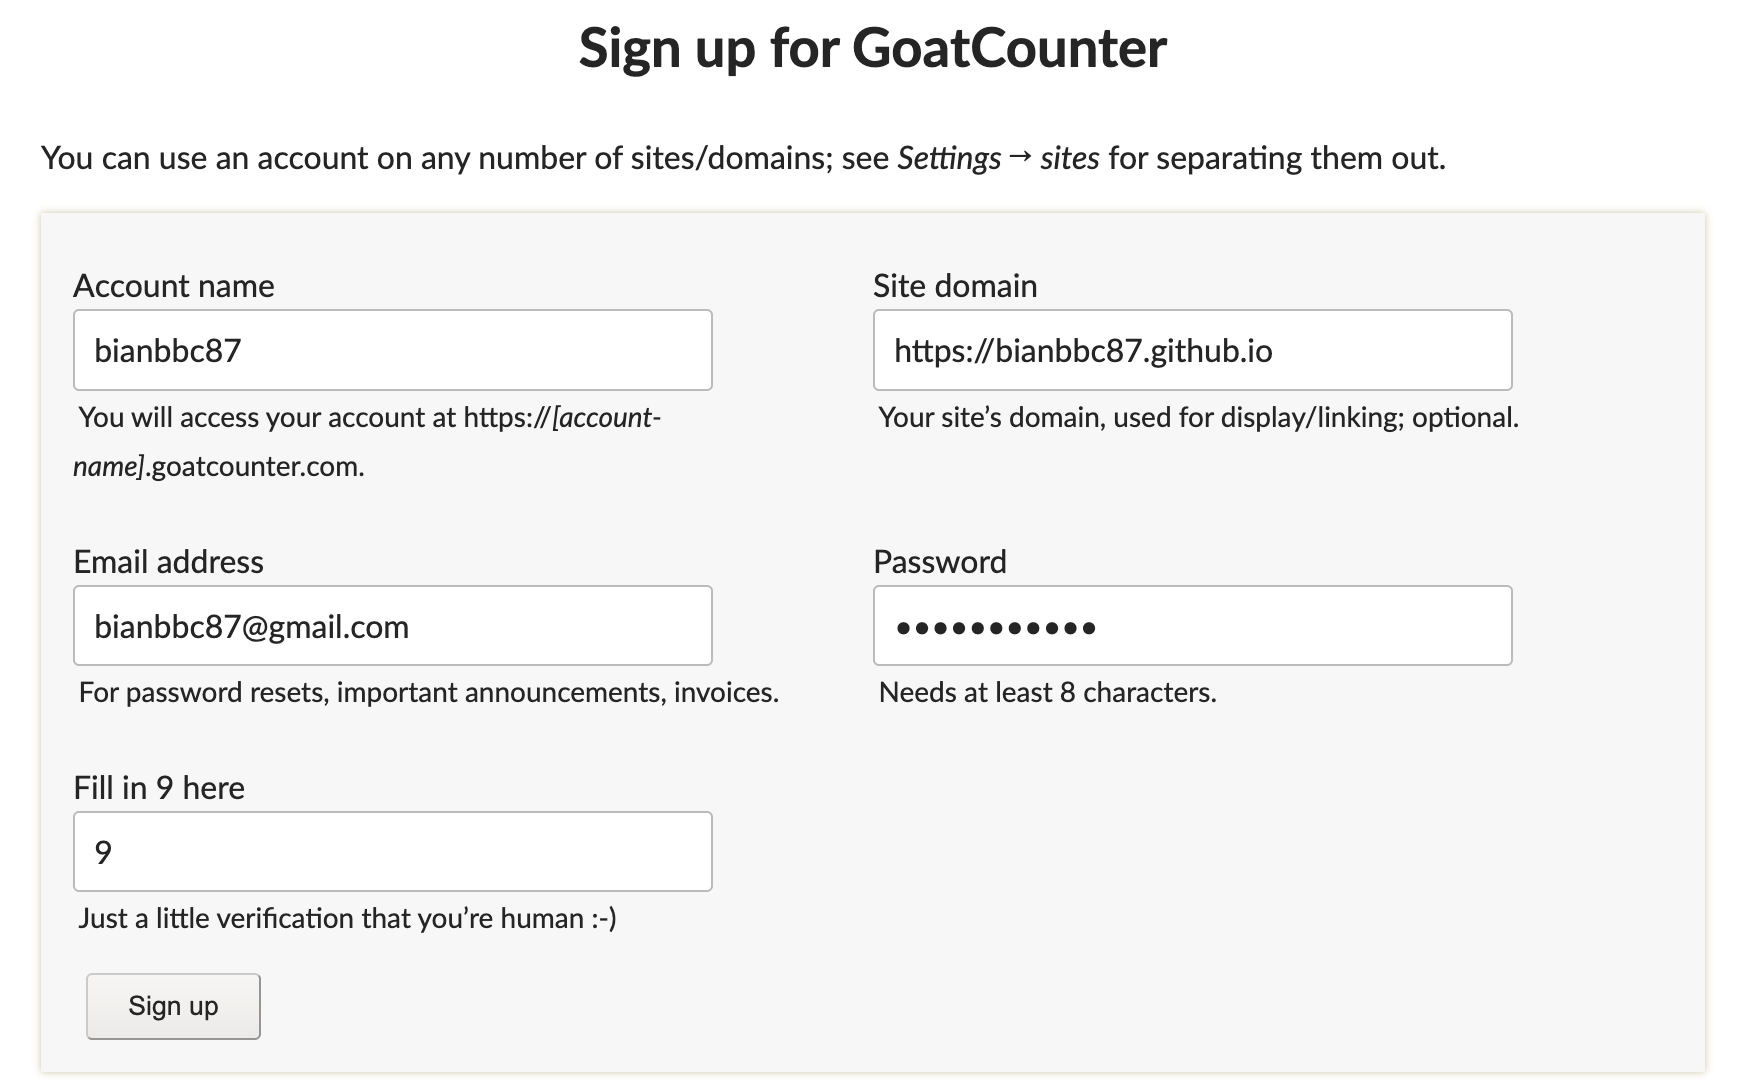 Sign up for GoatCounter
You can use an account on any number of sites/domains; see Settings → sites for separating them out.
Account name
bianbbc87
You will access your account at https://[account-
name].goatcounter.com.
Site domain
https://bianbbc87.github.io
Your site’s domain, used for display/linking; optional.
Email address
bianbbc87@gmail.com
For password resets, important announcements, invoices.
Password
•••••••••••
Needs at least 8 characters.
Fill in 9 here
9
Just a little verification that you’re human :-)
Sign up